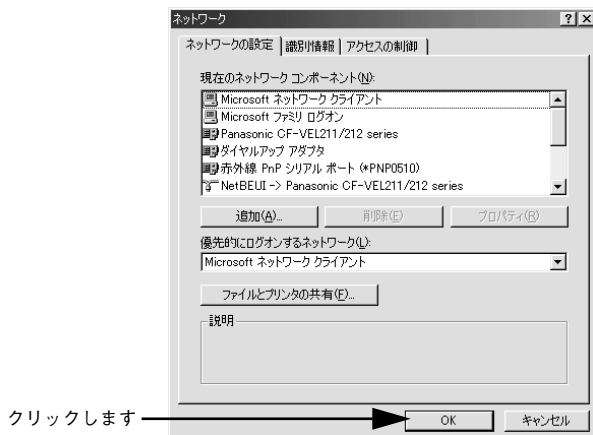 ネットワーク
ネットワークの設定 識別情報 アクセスの制御
現在のネットワーク コンポーネント(N):
Microsoft ネットワーク クライアント
Microsoft ファミリ ログオン
Panasonic CF-VEL211/212 series
ダイヤルアップ アダプタ
赤外線 PnP シリアル ポート (*PNP0510)
NetBEUI -> Panasonic CF-VEL211/212 series
追加(A)... 削除(E) プロパティ(R)
優先的にログオンするネットワーク(L):
Microsoft ネットワーク クライアント
ファイルとプリンタの共有(F)...
説明
クリックします OK キャンセル